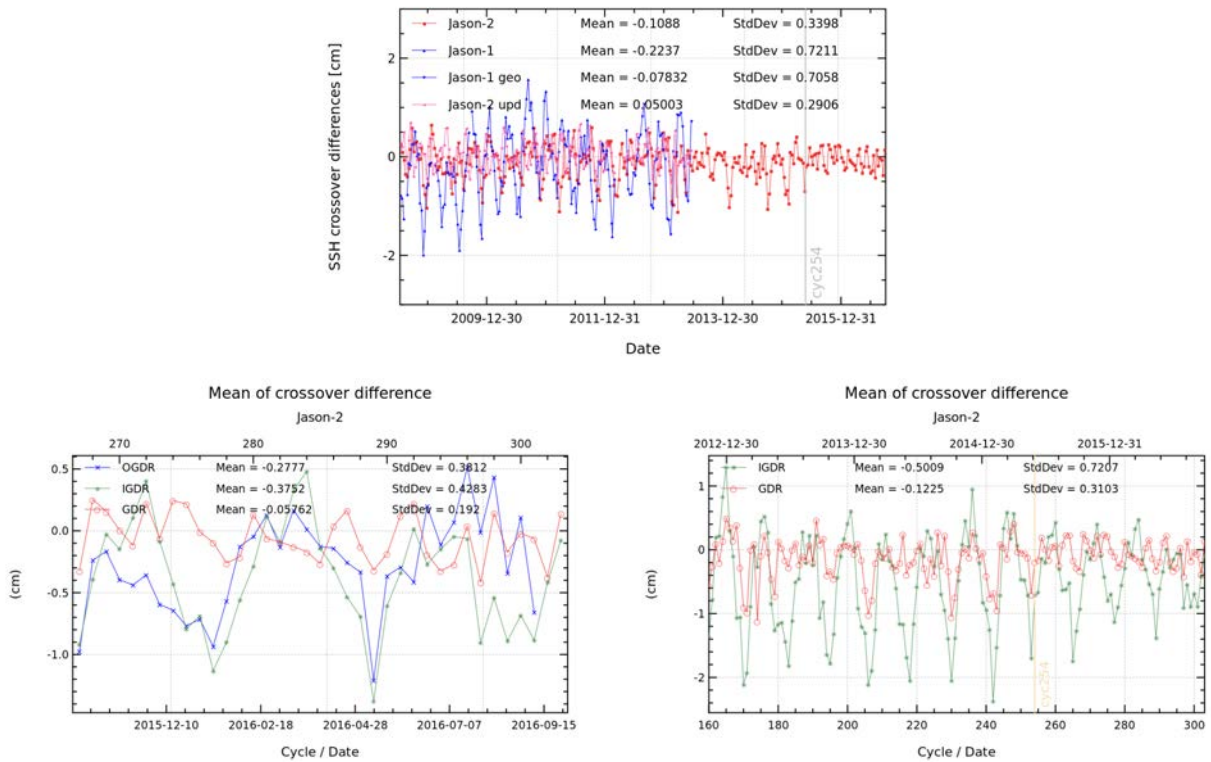 Jason-2 Mean = -0.1088 StdDev = 0.3398
Jason-1 Mean = -0.2237 StdDev = 0.7211
Jason-1 geo Mean = -0.07832 StdDev = 0.7058
Jason-2 upd Mean = 0.05003 StdDev = 0.2906
SSH crossover differences [cm]
2
0
-2
cyc254
2009-12-30 2011-12-31 2013-12-30 2015-12-31
Date
Mean of crossover difference
Jason-2
270 280 290 300
OGDR Mean = -0.2777 StdDev = 0.3812
IGDR Mean = -0.3752 StdDev = 0.4283
GDR Mean = -0.05762 StdDev = 0.192
(cm)
0.5
0.0
-0.5
-1.0
2015-12-10 2016-02-18 2016-04-28 2016-07-07 2016-09-15
Cycle / Date
Mean of crossover difference
Jason-2
2012-12-30 2013-12-30 2014-12-30 2015-12-31
IGDR Mean = -0.5009 StdDev = 0.7207
GDR Mean = -0.1225 StdDev = 0.3103
(cm)
1
0
-1
-2
cyc254
160 180 200 220 240 260 280 300
Cycle / Date